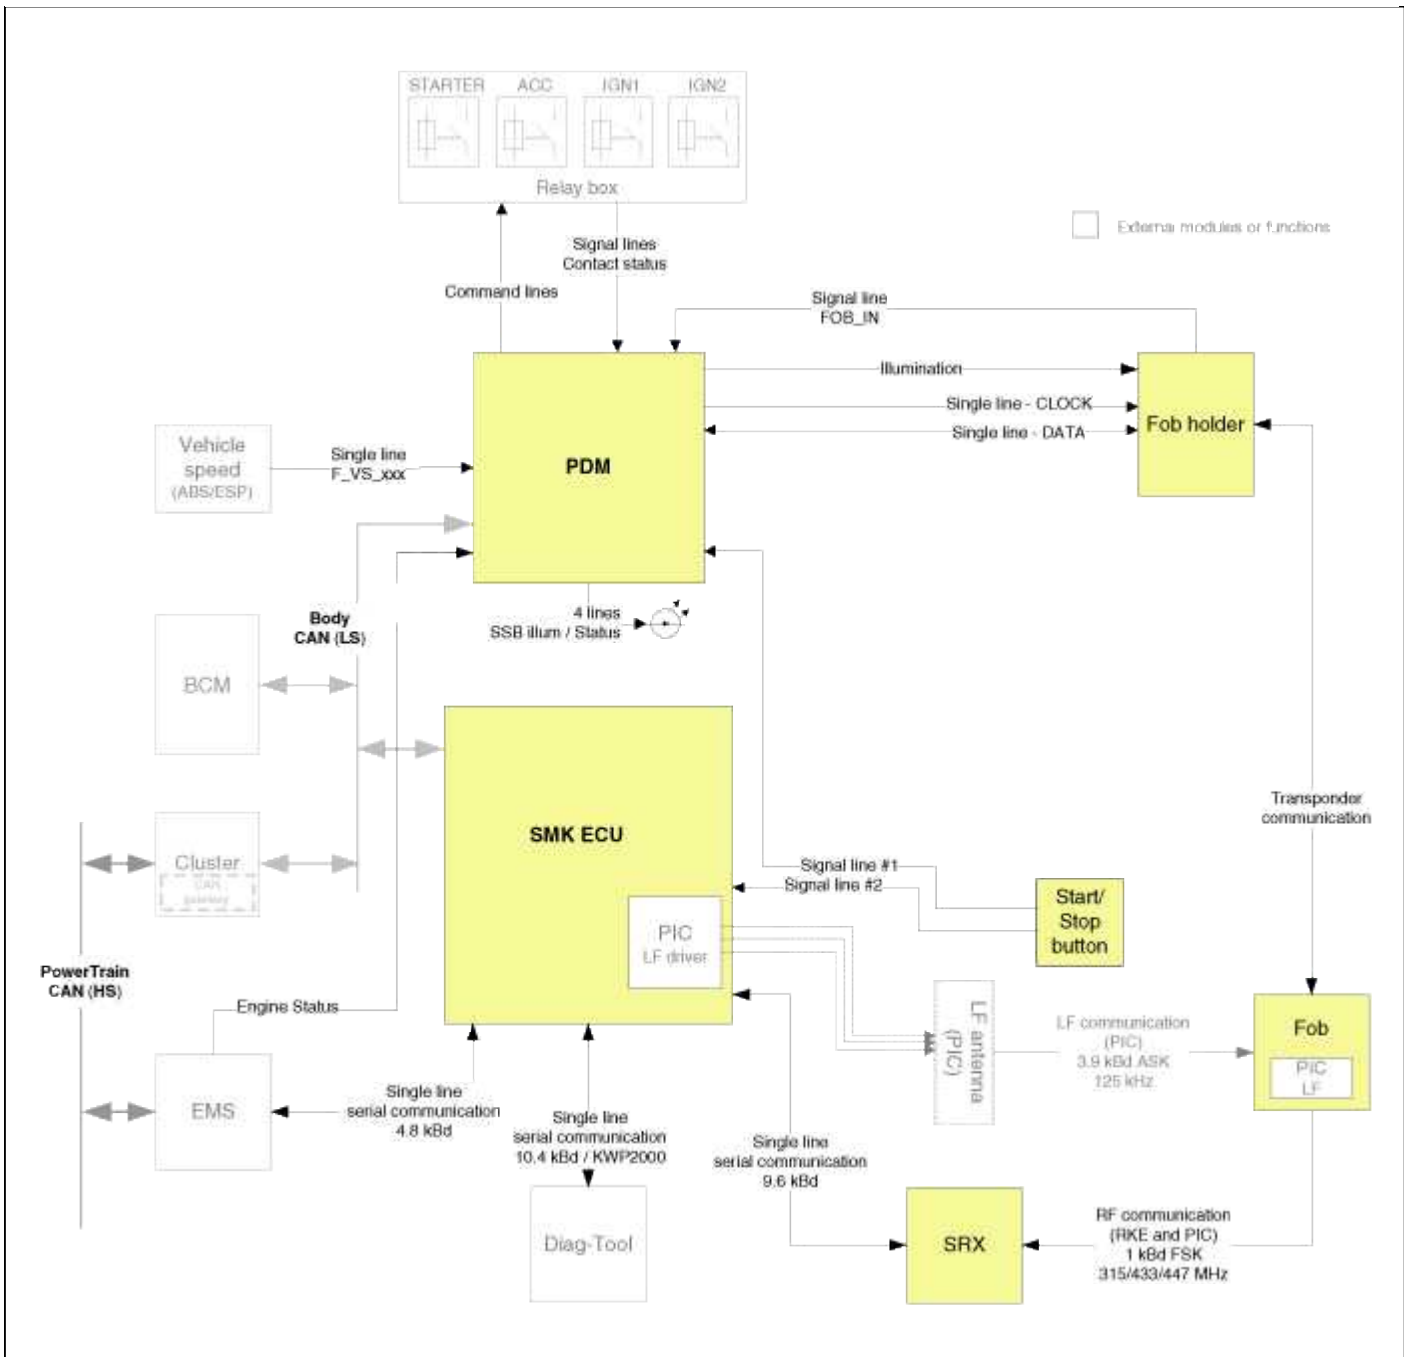 STARTER ACC IGN1 IGN2
Relay box
External modules or functions
Signal lines
Contact status
Command lines
Signal line
FOB_IN
Illumination
Single line - CLOCK
Single line - DATA
Fob holder
PDM
Vehicle
speed
(ABS/ESP)
Single line
F_VS_xxx
4 lines
SSB illum / Status
Body
CAN (LS)
BCM
SMK ECU
Transponder
communication
Cluster
CAN
gateway
Signal line #1
Signal line #2
Start/
Stop
button
PIC
LF driver
PowerTrain
CAN (HS)
Engine Status
LF antenna
(PIC)
LF communication
(PIC)
3.9 kBd ASK
125 kHz
Fob
PIC
LF
EMS
Single line
serial communication
4.8 kBd
Single line
serial communication
10.4 kBd / KWP2000
Single line
serial communication
9.6 kBd
Diag-Tool
SRX
RF communication
(RKE and PIC)
1 kBd FSK
315/433/447 MHz